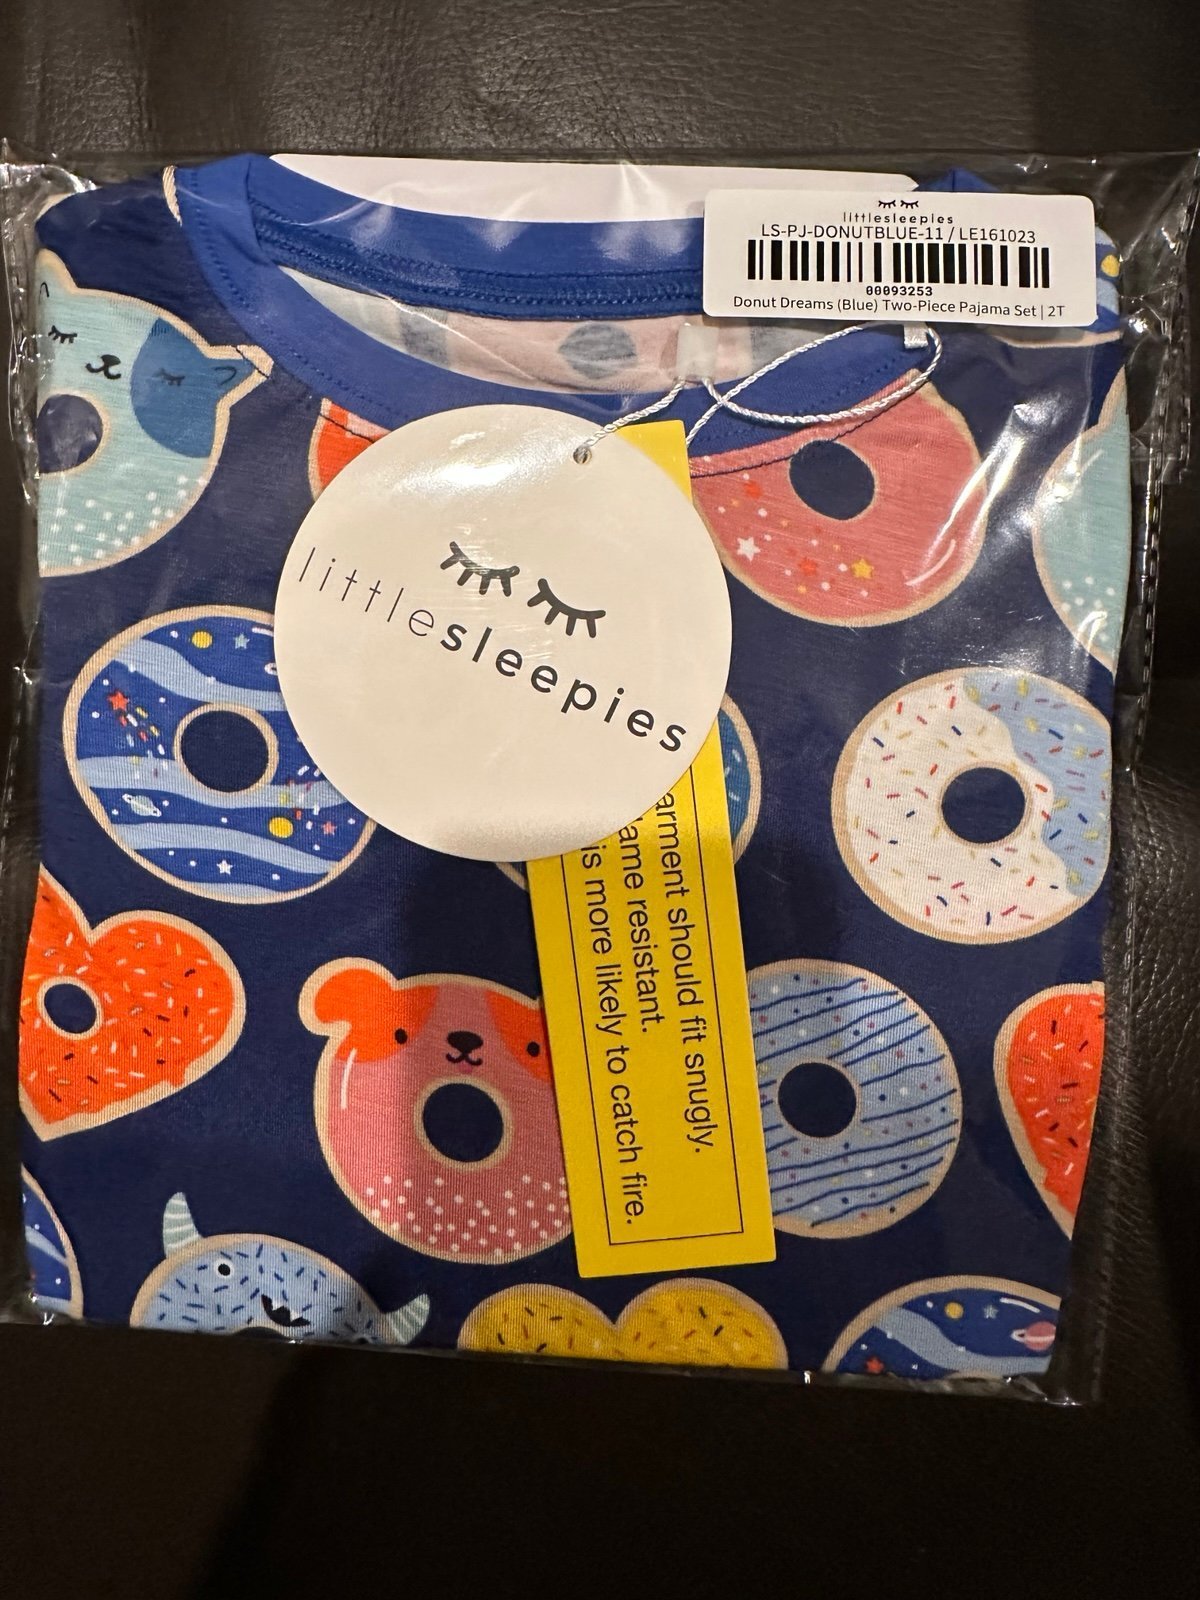 littlesleepies
LS-PJ-DONUTBLUE-11 / LE161023
00093253
Donut Dreams (Blue) Two-Piece Pajama Set | 2T
littlesleepies
arment should fit snugly.
ame resistant.
is more likely to catch fire.